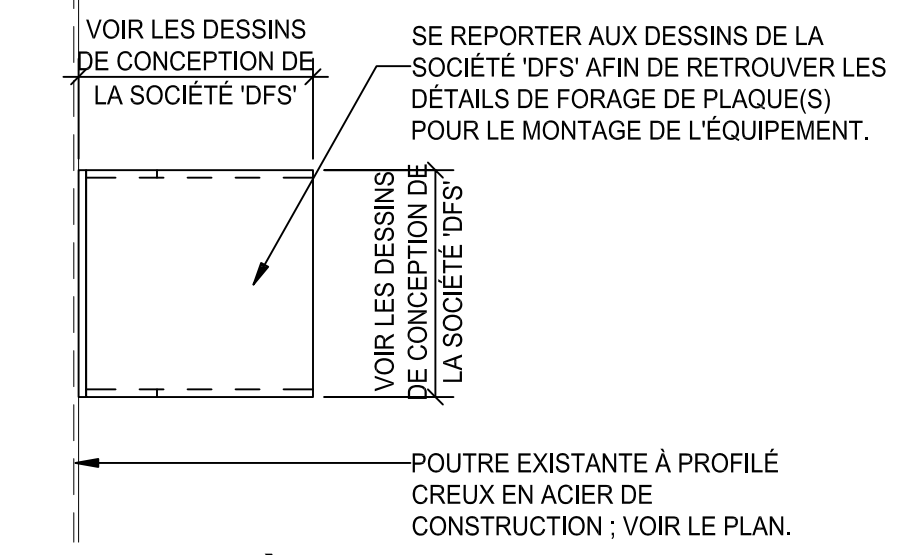 VOIR LES DESSINS
DE CONCEPTION DE
LA SOCIÉTÉ 'DFS'
SE REPORTER AUX DESSINS DE LA
SOCIÉTÉ 'DFS' AFIN DE RETROUVER LES
DÉTAILS DE FORAGE DE PLAQUE(S)
POUR LE MONTAGE DE L'ÉQUIPEMENT.
VOIR LES DESSINS
DE CONCEPTION DE
LA SOCIÉTÉ 'DFS'
POUTRE EXISTANTE À PROFILÉ
CREUX EN ACIER DE
CONSTRUCTION ; VOIR LE PLAN.